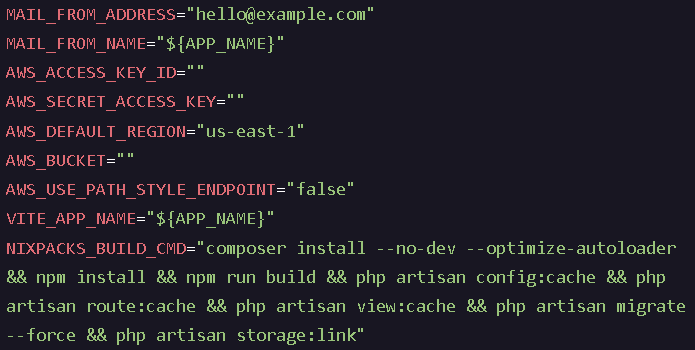 MAIL_FROM_ADDRESS="hello@example.com"
MAIL_FROM_NAME="${APP_NAME}"
AWS_ACCESS_KEY_ID=""
AWS_SECRET_ACCESS_KEY=""
AWS_DEFAULT_REGION="us-east-1"
AWS_BUCKET=""
AWS_USE_PATH_STYLE_ENDPOINT="false"
VITE_APP_NAME="${APP_NAME}"
NIXPACKS_BUILD_CMD="composer install --no-dev --optimize-autoloader
&& npm install && npm run build && php artisan config:cache && php
artisan route:cache && php artisan view:cache && php artisan migrate
--force && php artisan storage:link"